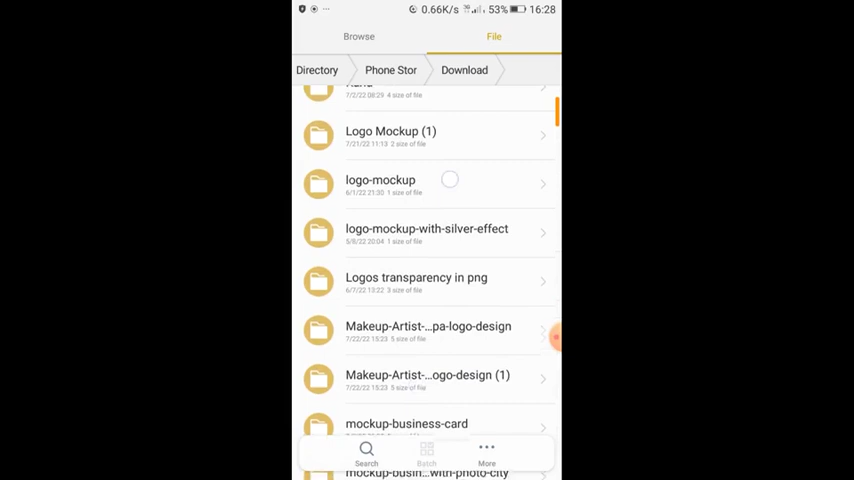 0.66K/s 3G 53% 16:28
Browse File
Directory Phone Stor Download
7/2/22 08:29 4 size of file
Logo Mockup (1)
7/21/22 11:13 2 size of file
logo-mockup
6/1/22 21:30 1 size of file
logo-mockup-with-silver-effect
5/8/22 20:04 1 size of file
Logos transparency in png
6/7/22 13:22 3 size of file
Makeup-Artist-...pa-logo-design
7/22/22 15:23 5 size of file
Makeup-Artist-...ogo-design (1)
7/22/22 15:23 5 size of file
mockup-business-card
Search Batch More
mockup-busin...with-photo-city